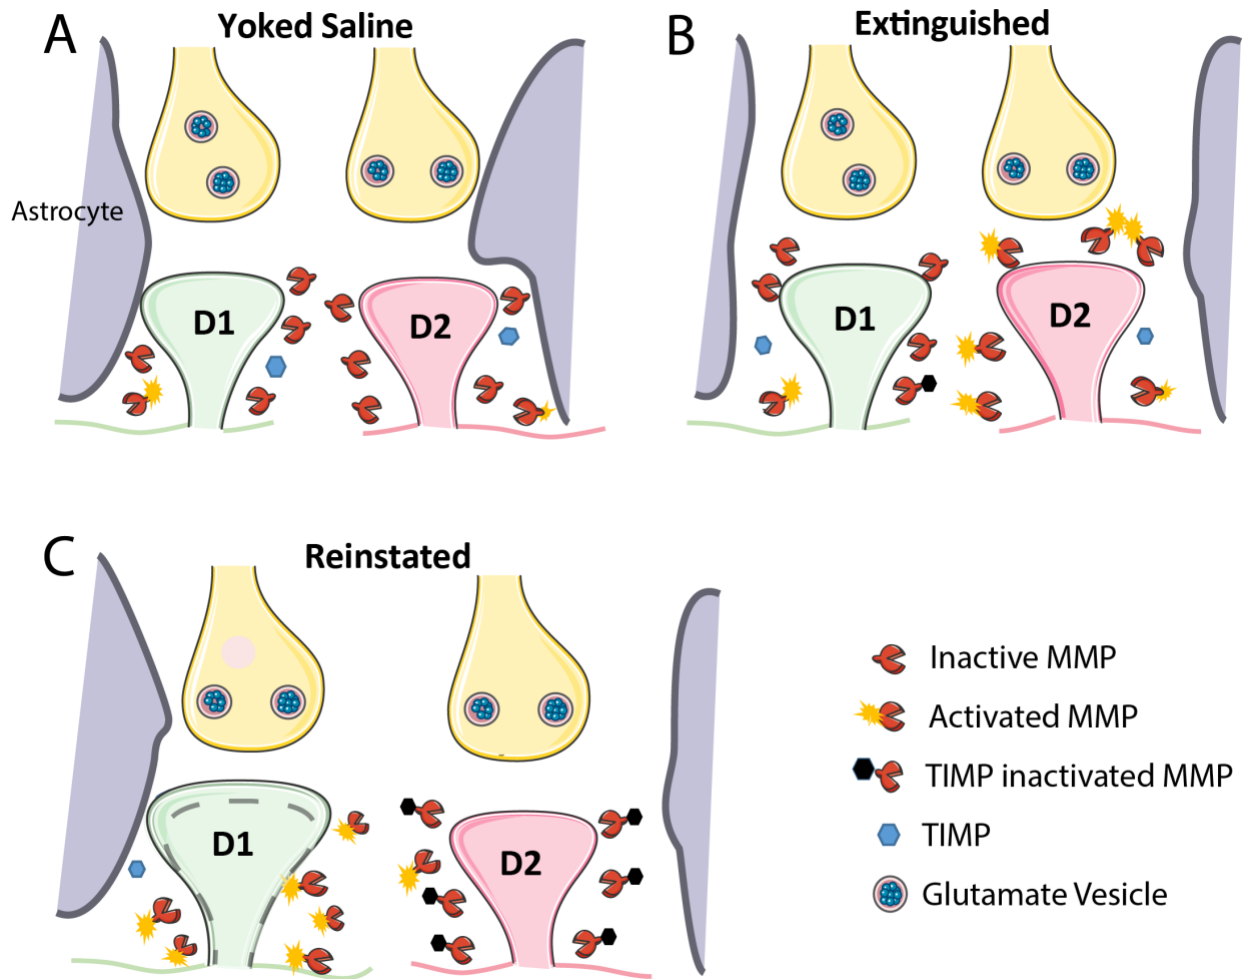 A
Yoked Saline
Astrocyte
D1
D2
B
Extinguished
D1
D2
C
Reinstated
D1
D2
Inactive MMP
Activated MMP
TIMP inactivated MMP
TIMP
Glutamate Vesicle